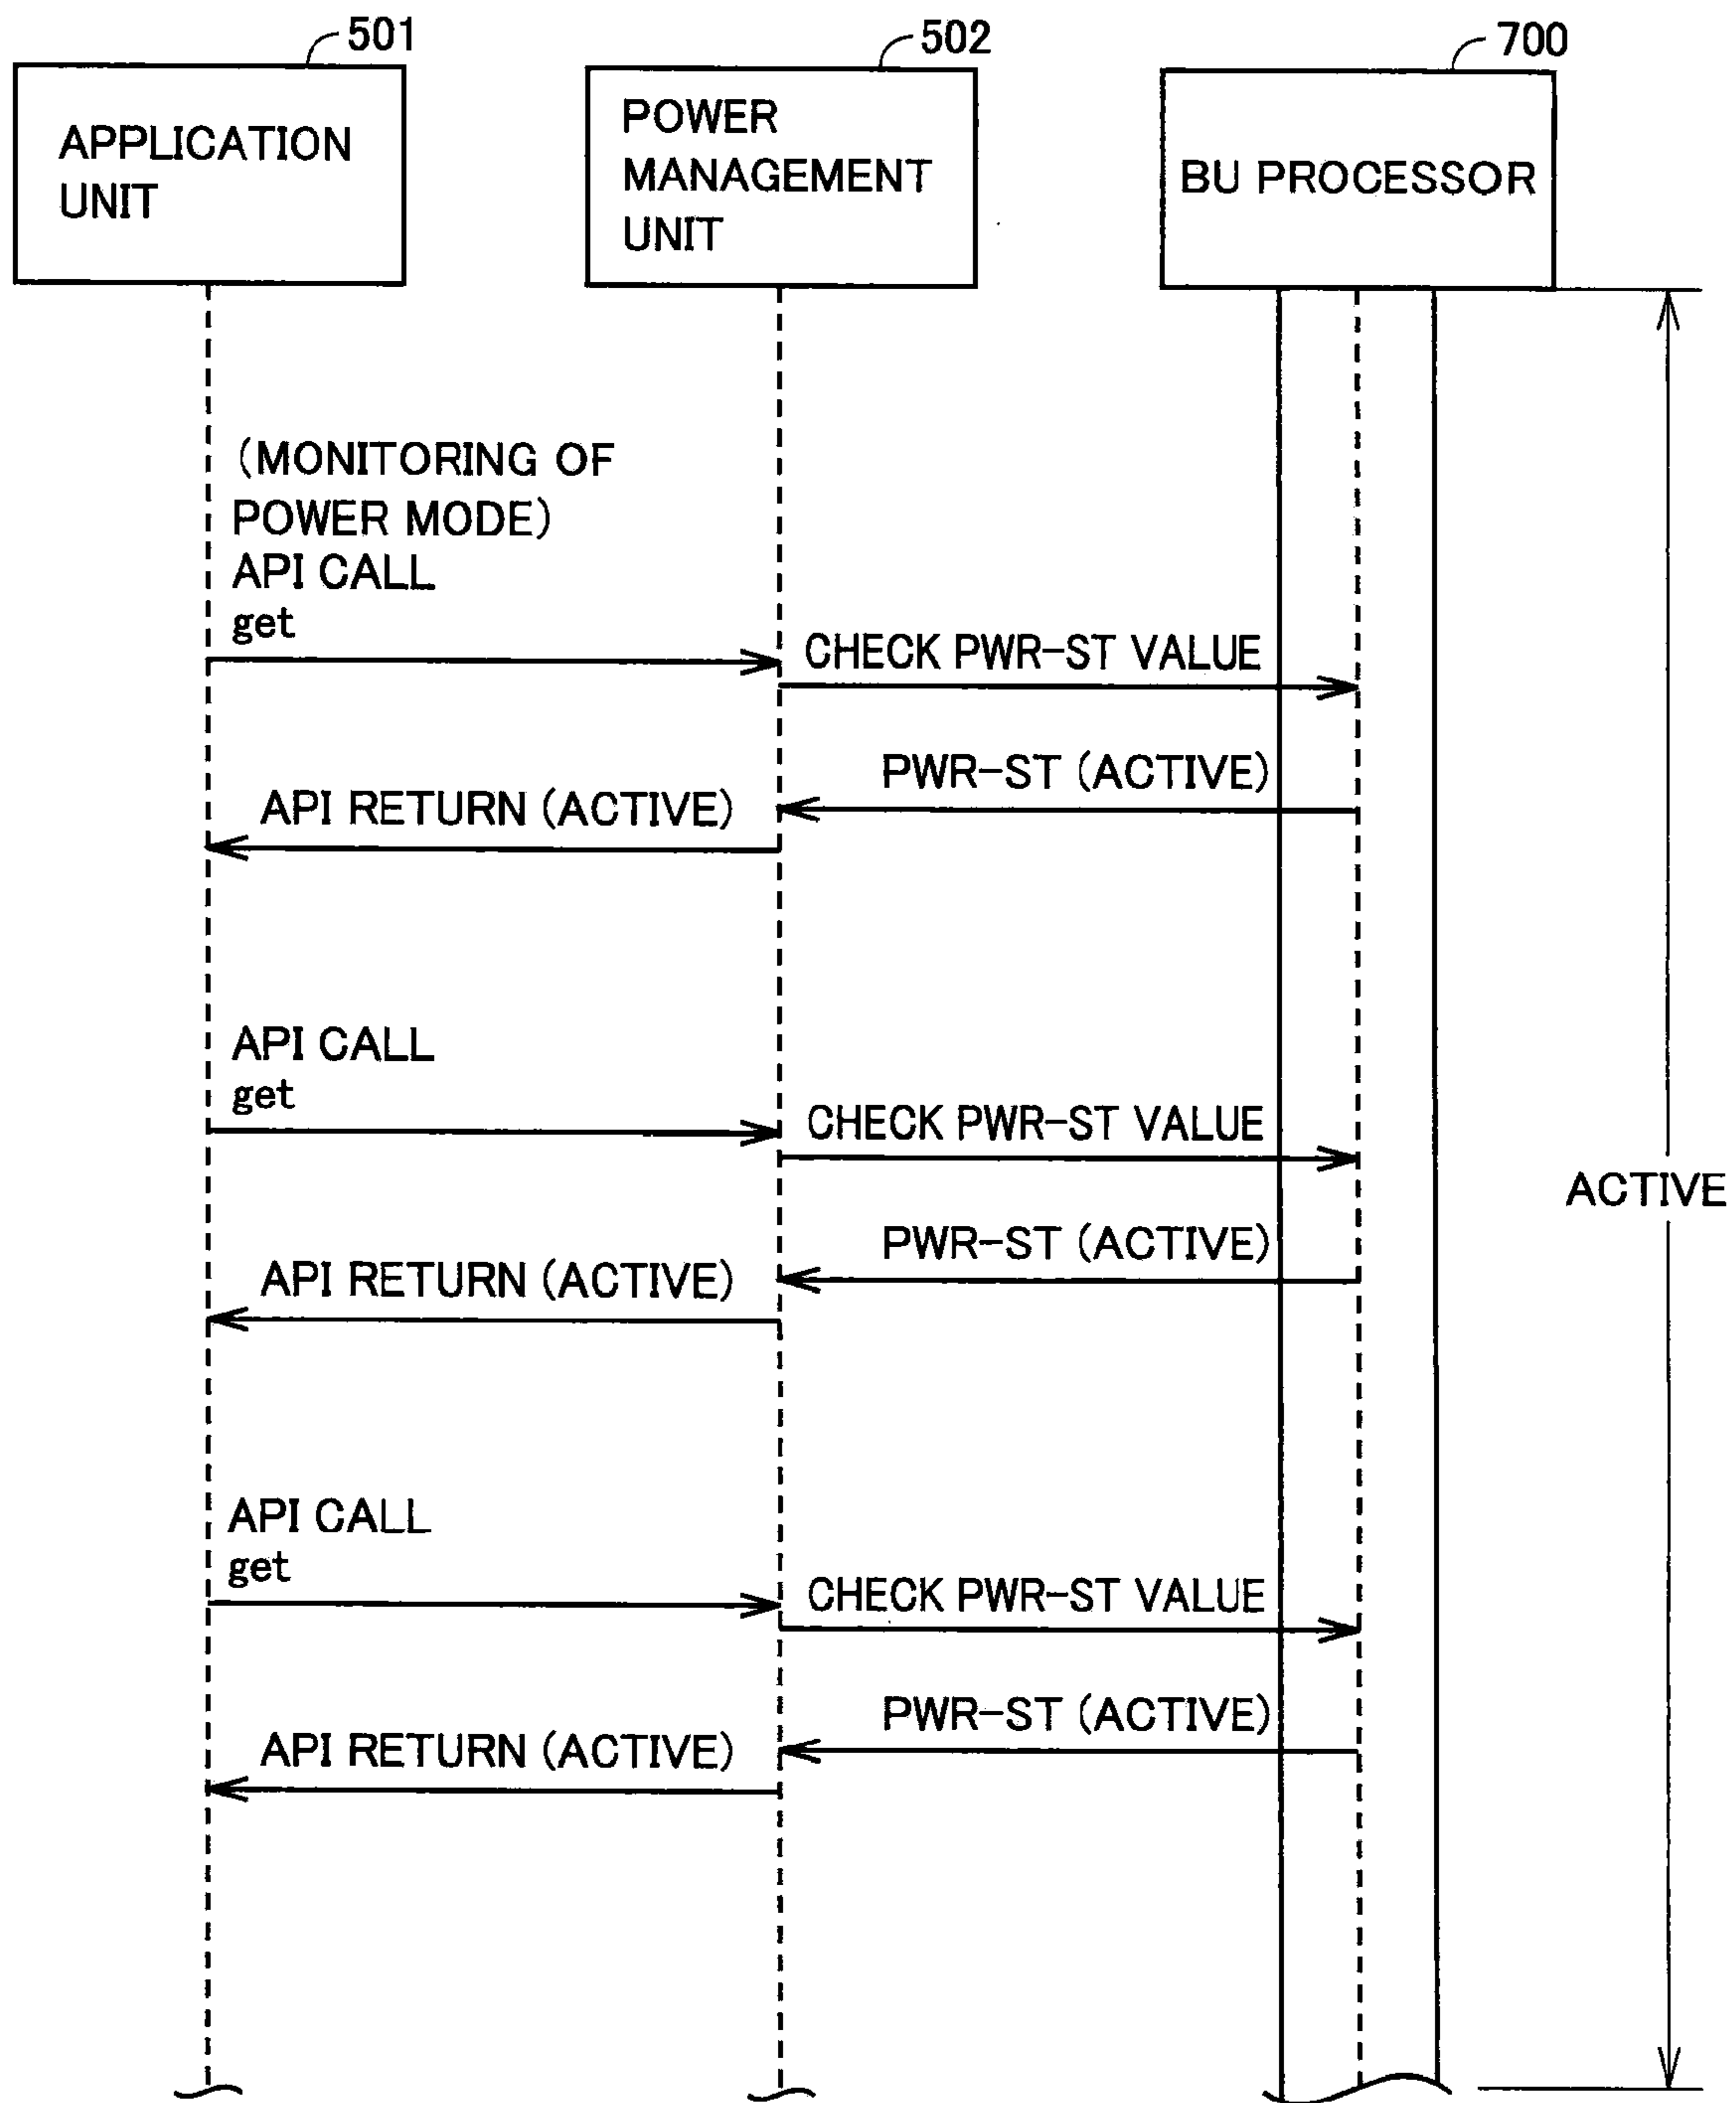 501
502
700
APPLICATION
UNIT
POWER
MANAGEMENT
UNIT
BU PROCESSOR
(MONITORING OF
POWER MODE)
API CALL
get
CHECK PWR-ST VALUE
PWR-ST (ACTIVE)
API RETURN (ACTIVE)
API CALL
get
CHECK PWR-ST VALUE
ACTIVE
PWR-ST (ACTIVE)
API RETURN (ACTIVE)
API CALL
get
CHECK PWR-ST VALUE
PWR-ST (ACTIVE)
API RETURN (ACTIVE)